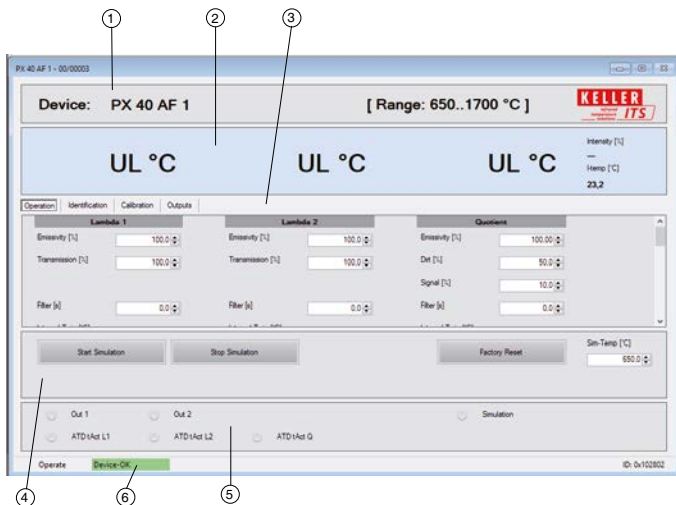 1
2
3
PX 40 AF 1 - 00/00003
Device: PX 40 AF 1 [ Range: 650..1700 °C ]
KELLER
ITS
UL °C UL °C UL °C
Intensity [%]
---
Htemp [°C]
23,2
Operation Identification Calibration Outputs
Lambda 1 Lambda 2 Quotient
Emissivity [%] 100.0 Emissivity [%] 100.0 Emissivity [%] 100.00
Transmission [%] 100.0 Transmission [%] 100.0 Dirt [%] 50.0
Signal [%] 10.0
Filter [s] 0.0 Filter [s] 0.0 Filter [s] 0.0
Start Simulation Stop Simulation Factory Reset
Sim-Temp [°C]
650.0
Out 1 Out 2 Simulation
ATD tAct L1 ATD tAct L2 ATD tAct Q
Operate Device-OK ID: 0x102802
4
6
5